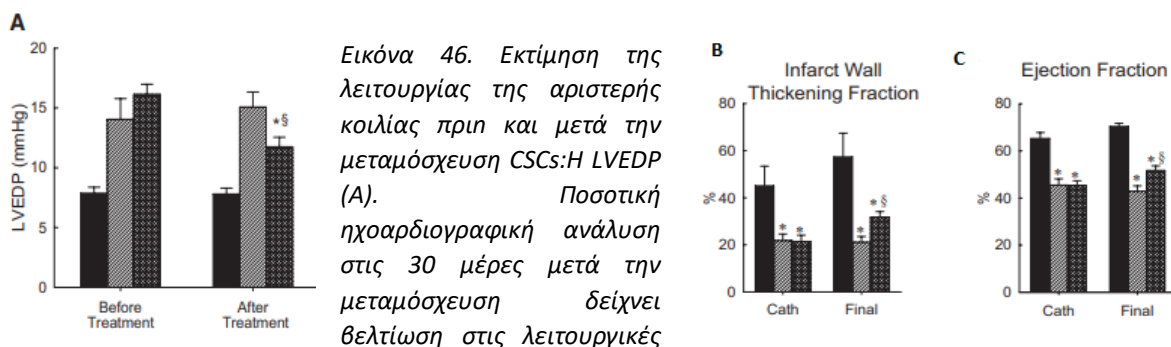 A
20
15
10
5
0
LVEDP (mmHg)
*§
Before
Treatment
After
Treatment
Εικόνα 46. Εκτίμηση της
λειτουργίας της αριστερής
κοιλίας πριn και μετά την
μεταμόσχευση CSCs:Η LVEDP
(A). Ποσοτική
ηχοαρδιογραφική ανάλυση
στις 30 μέρες μετά την
μεταμόσχευση δείχνει
βελτίωση στις λειτουργικές
B
Infarct Wall
Thickening Fraction
80
60
40
20
0
%
* *
* *§
Cath
Final
C
Ejection Fraction
80
60
40
20
0
%
* *
* *§
Cath
Final